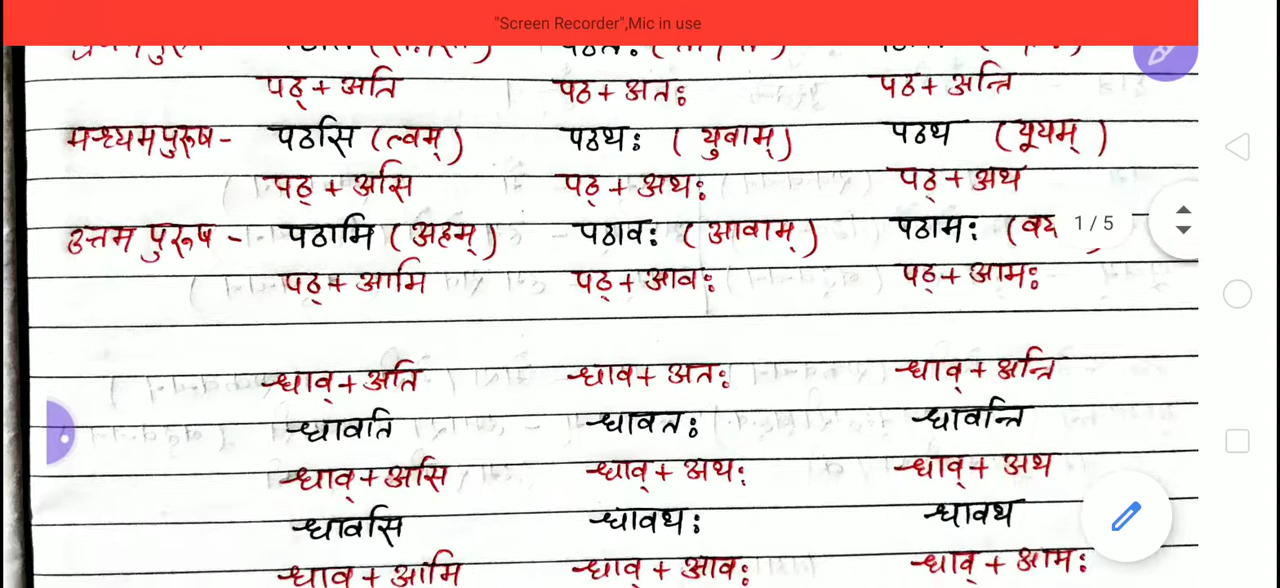 "Screen Recorder",Mic in use
पठ् + अति पठ + अतः पठ + अन्ति
मध्यमपुरुष - पठसि (त्वम्) पठथः (युवाम्) पठथ (यूयम्)
पठ् + असि पठ् + अथः पठ् + अथ
उत्तम पुरुष - पठामि (अहम्) पठावः (आवाम्) पठामः 1/5
पठ् + आमि पठ् + आवः पठ् + आमः
धाव् + अति धाव + अतः धाव् + अन्ति
धावति धावतः धावन्ति
धाव् + असि धाव् + अथः धाव् + अथ
धावसि धावथः धावथ
धाव + आमि धाव् + आवः धाव् + आमः